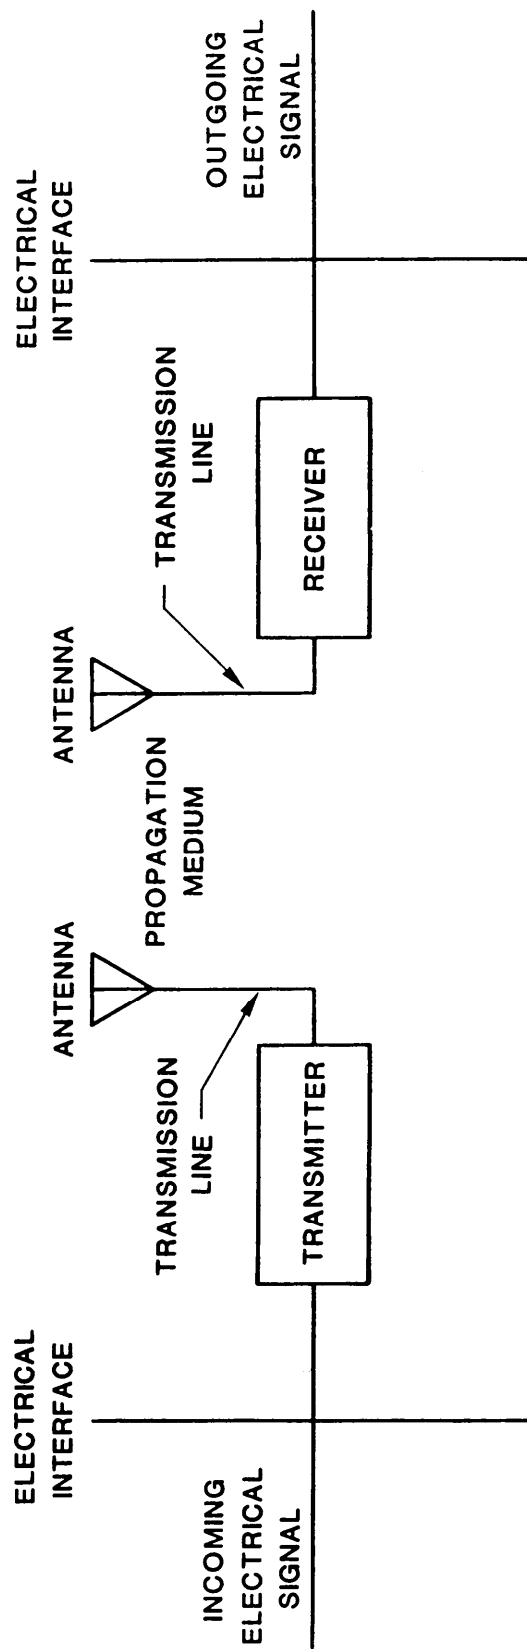 ELECTRICAL
INTERFACE
INCOMING
ELECTRICAL
SIGNAL
TRANSMITTER
TRANSMISSION
LINE
ANTENNA
PROPAGATION
MEDIUM
ANTENNA
TRANSMISSION
LINE
RECEIVER
ELECTRICAL
INTERFACE
OUTGOING
ELECTRICAL
SIGNAL